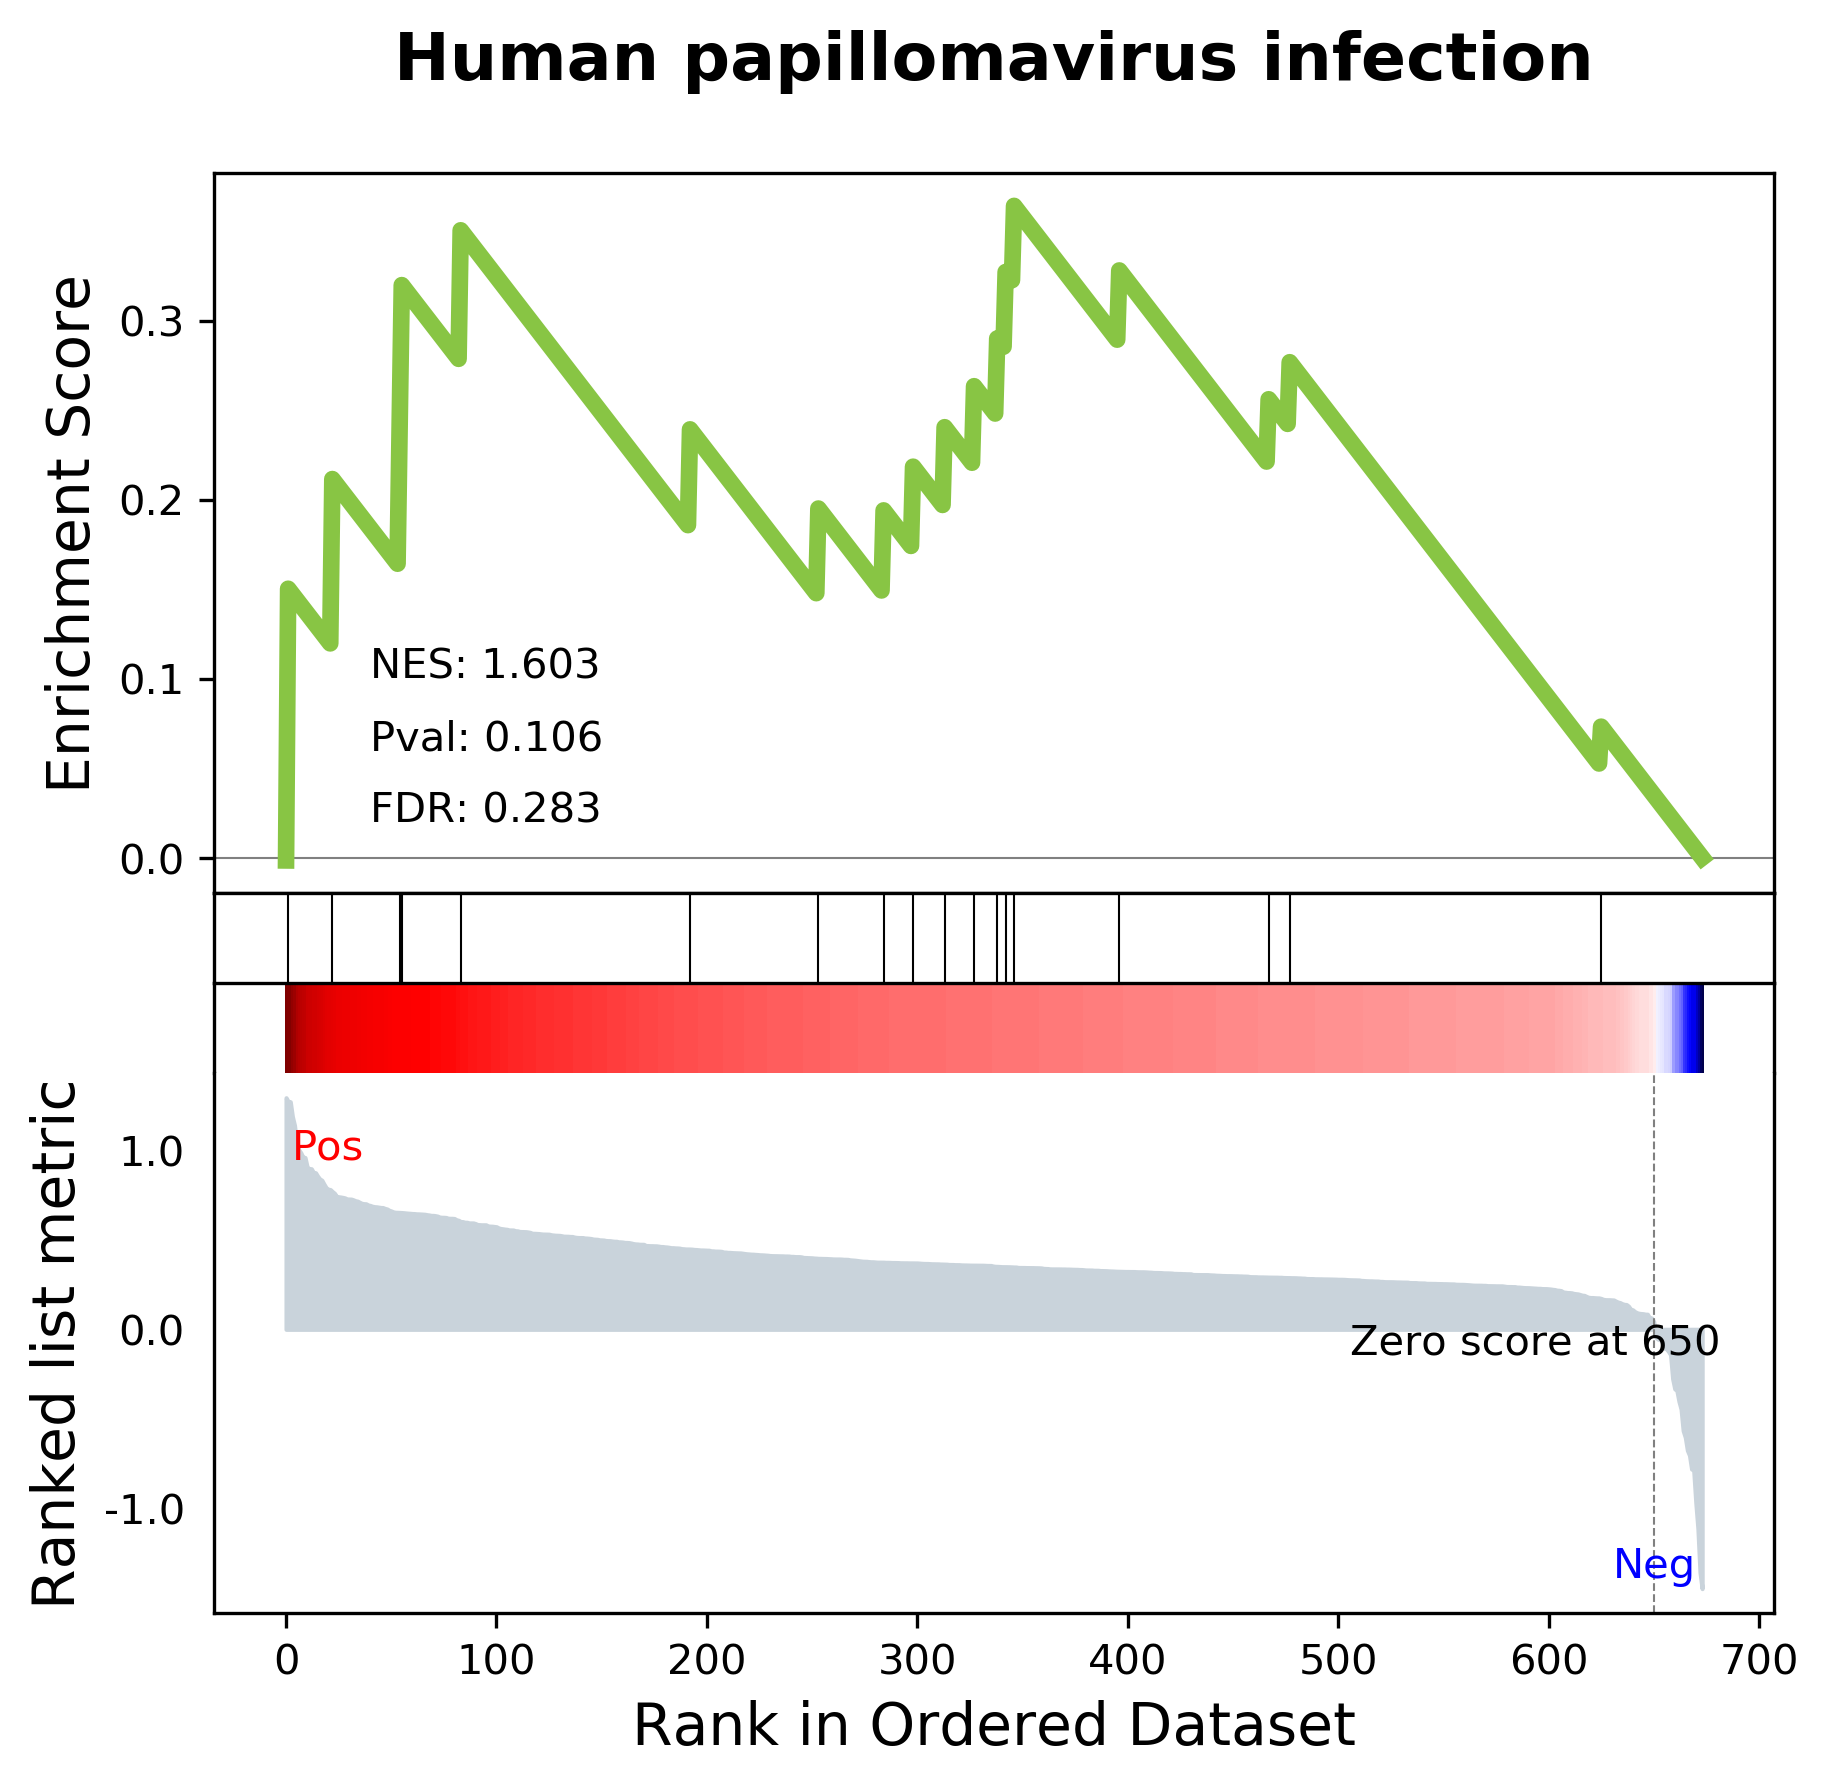 Human papillomavirus infection
Enrichment Score
0.3
0.2
0.1
0.0
NES: 1.603
Pval: 0.106
FDR: 0.283
Ranked list metric
1.0
0.0
-1.0
Pos
Zero score at 650
Neg
0 100 200 300 400 500 600 700
Rank in Ordered Dataset